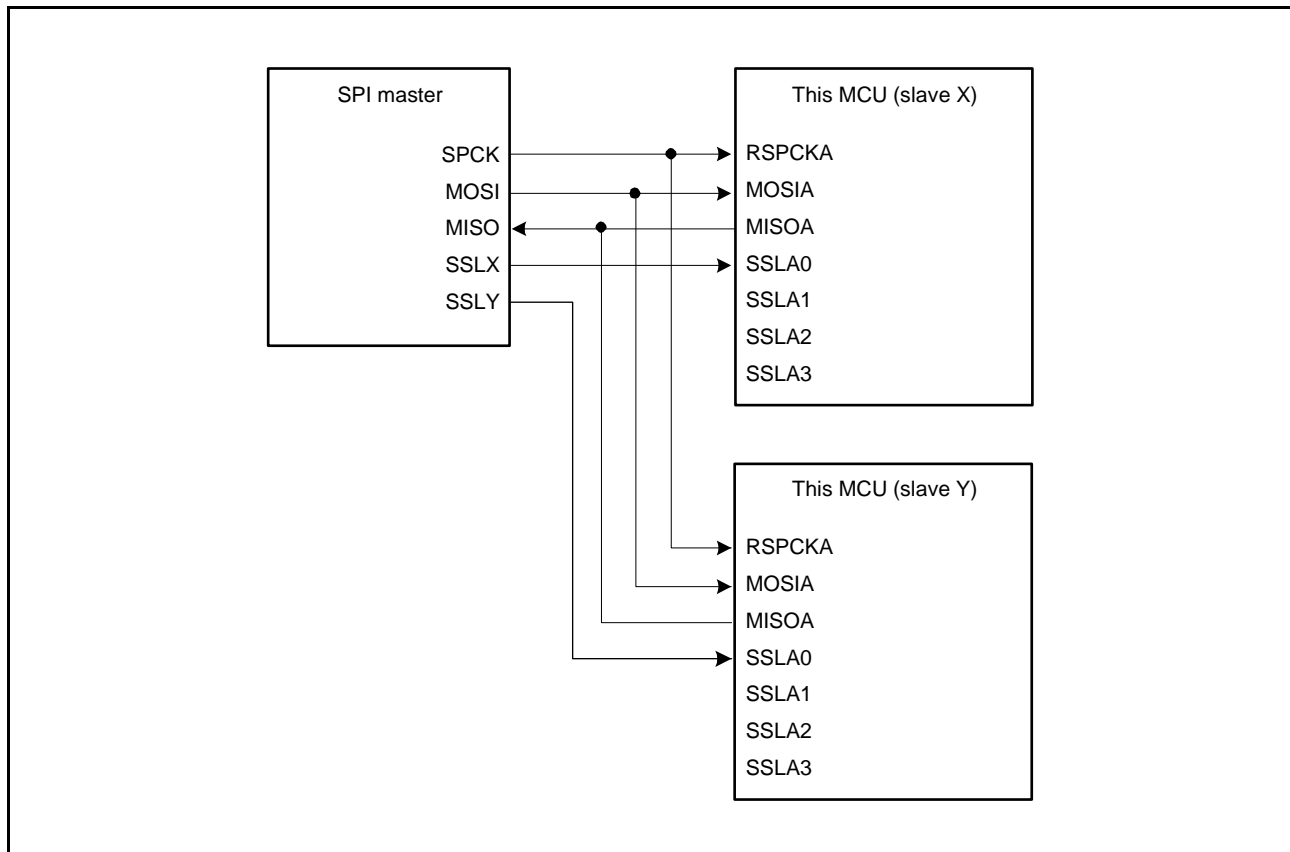 SPI master
SPCK
MOSI
MISO
SSLX
SSLY
This MCU (slave X)
RSPCKA
MOSIA
MISOA
SSLA0
SSLA1
SSLA2
SSLA3
This MCU (slave Y)
RSPCKA
MOSIA
MISOA
SSLA0
SSLA1
SSLA2
SSLA3